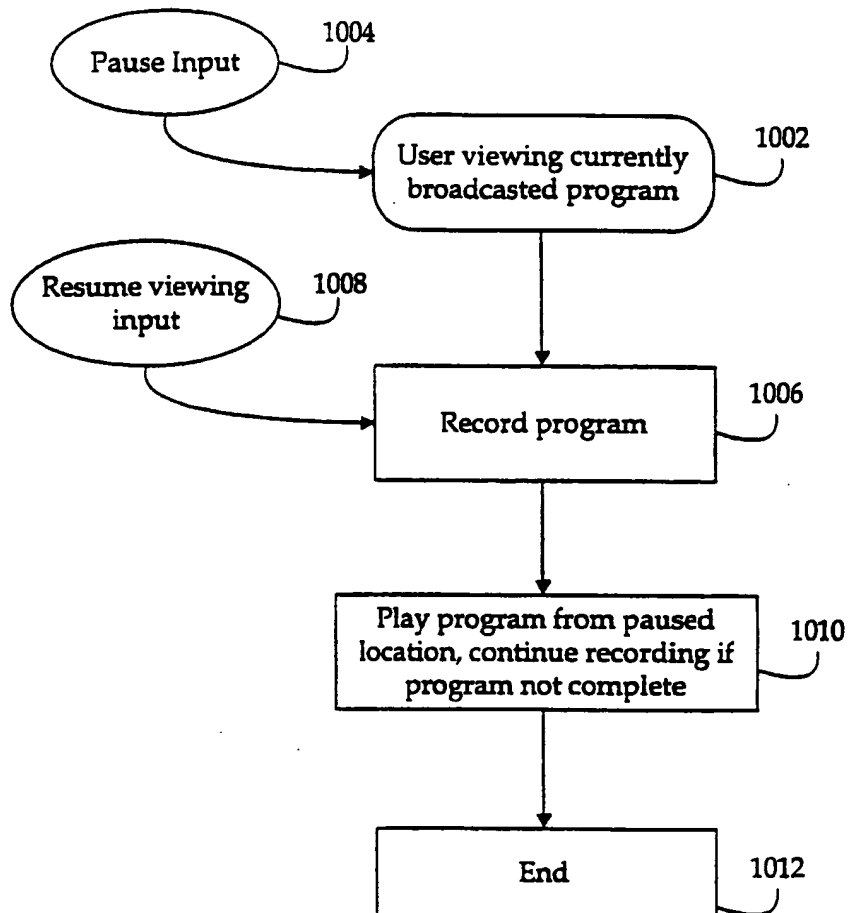 1004
Pause Input
1002
User viewing currently
broadcasted program
1008
Resume viewing
input
1006
Record program
1010
Play program from paused
location, continue recording if
program not complete
End
1012